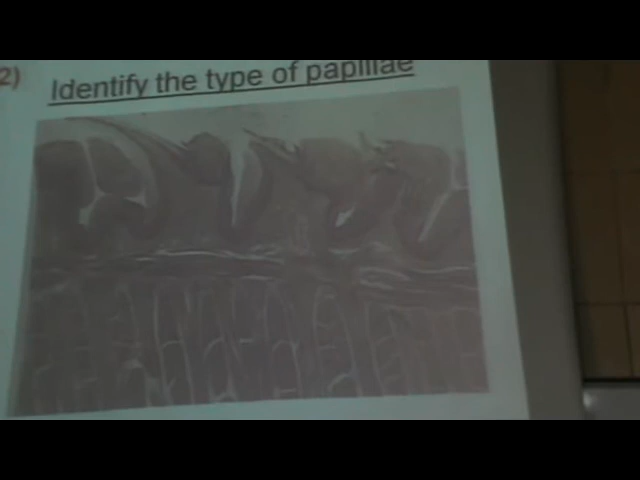 2)
Identify the type of papillae